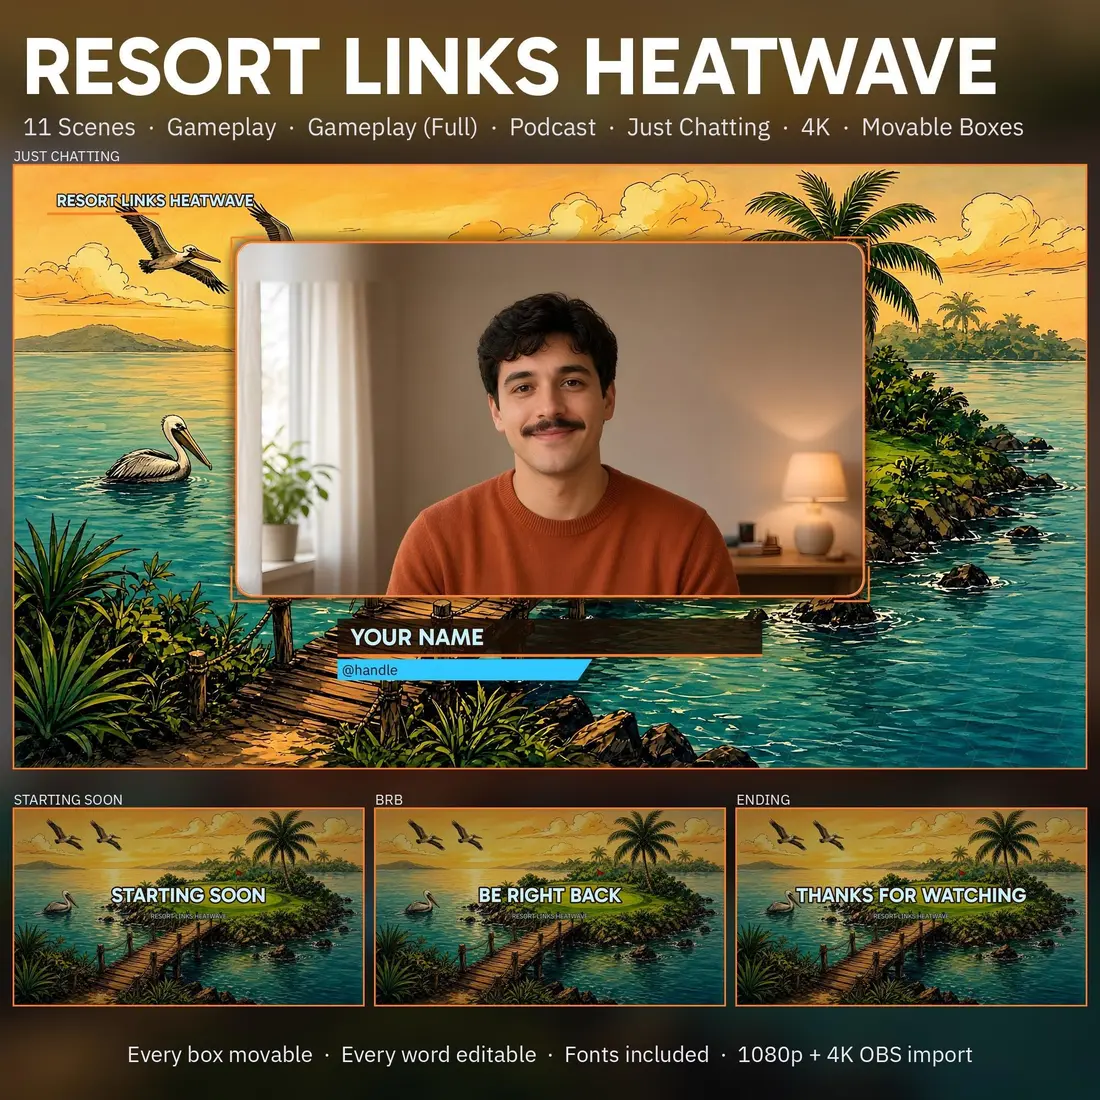 RESORT LINKS HEATWAVE
11 Scenes · Gameplay · Gameplay (Full) · Podcast · Just Chatting · 4K · Movable Boxes
JUST CHATTING
RESORT LINKS HEATWAVE
YOUR NAME
@handle
STARTING SOON
BRB
ENDING
STARTING SOON
RESORT LINKS HEATWAVE
BE RIGHT BACK
RESORT LINKS HEATWAVE
THANKS FOR WATCHING
RESORT LINKS HEATWAVE
Every box movable · Every word editable · Fonts included · 1080p + 4K OBS import